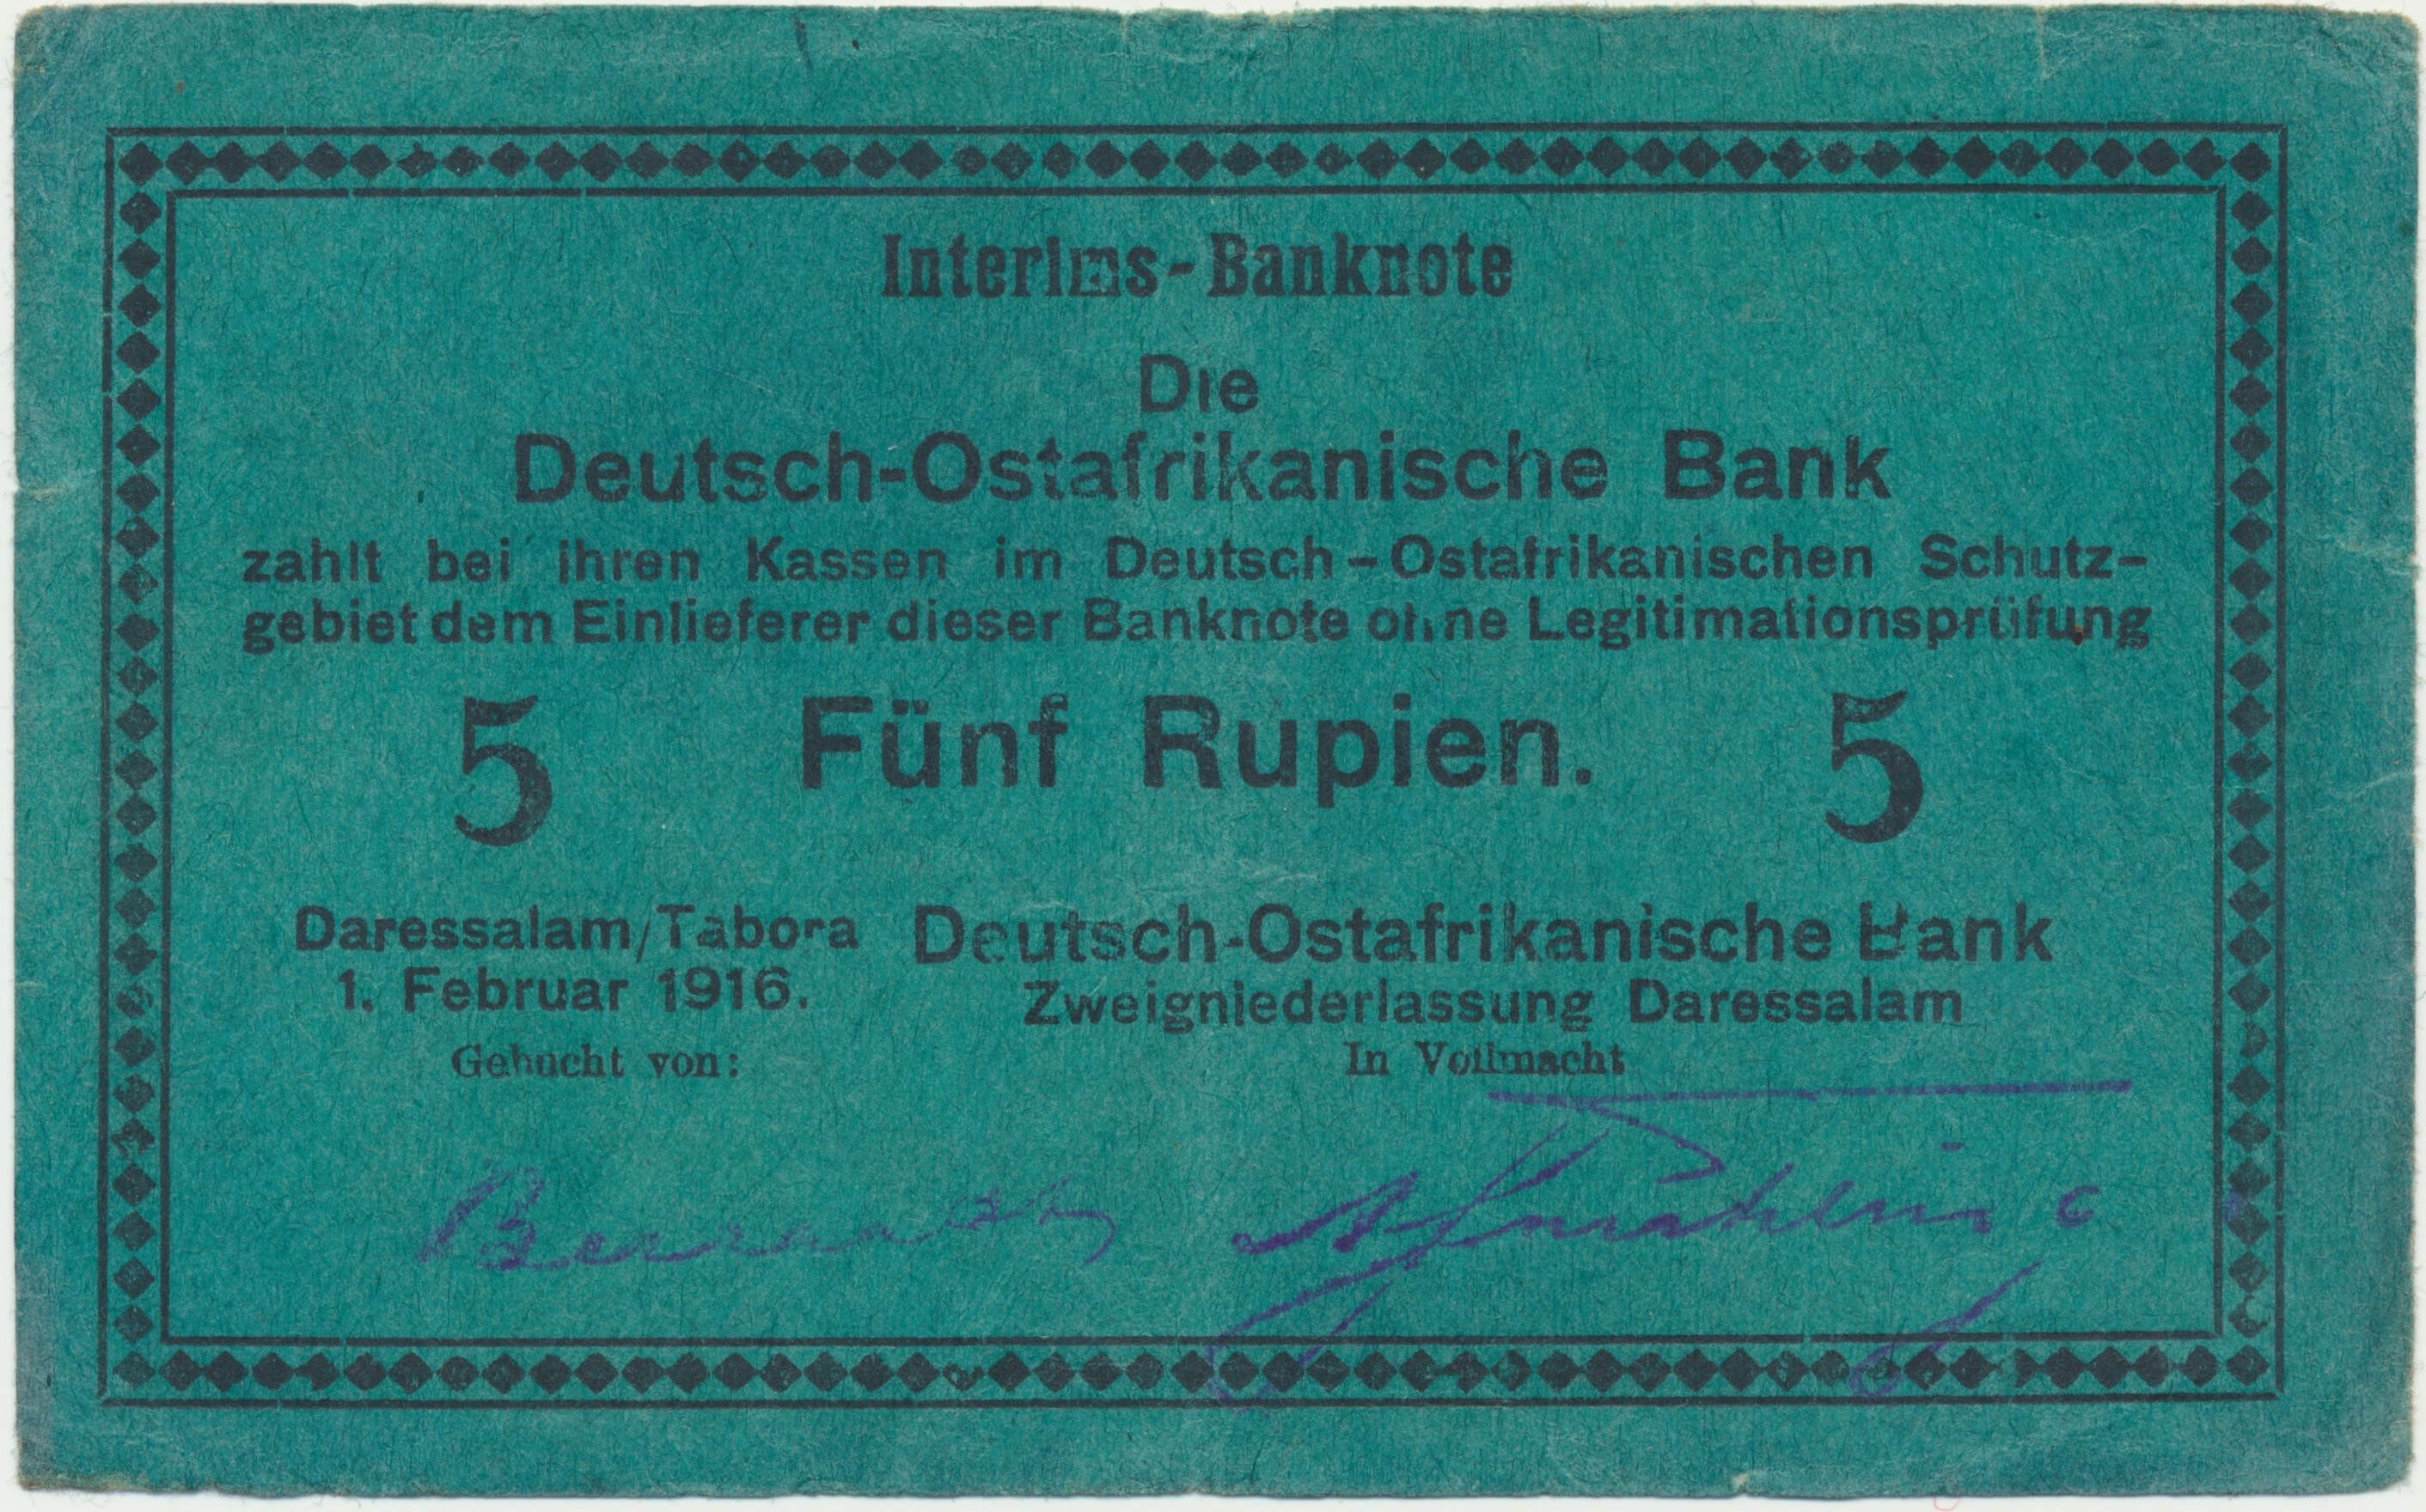 Interims-Banknote
Die
Deutsch-Ostafrikanische Bank
zahlt bei ihren Kassen im Deutsch-Ostafrikanischen Schutz-
gebiet dem Einlieferer dieser Banknote ohne Legitimationsprüfung
5 Fünf Rupien. 5
Daressalam/Tabora
1. Februar 1916.
Gebucht von:
Deutsch-Ostafrikanische Bank
Zweigniederlassung Daressalam
In Vollmacht